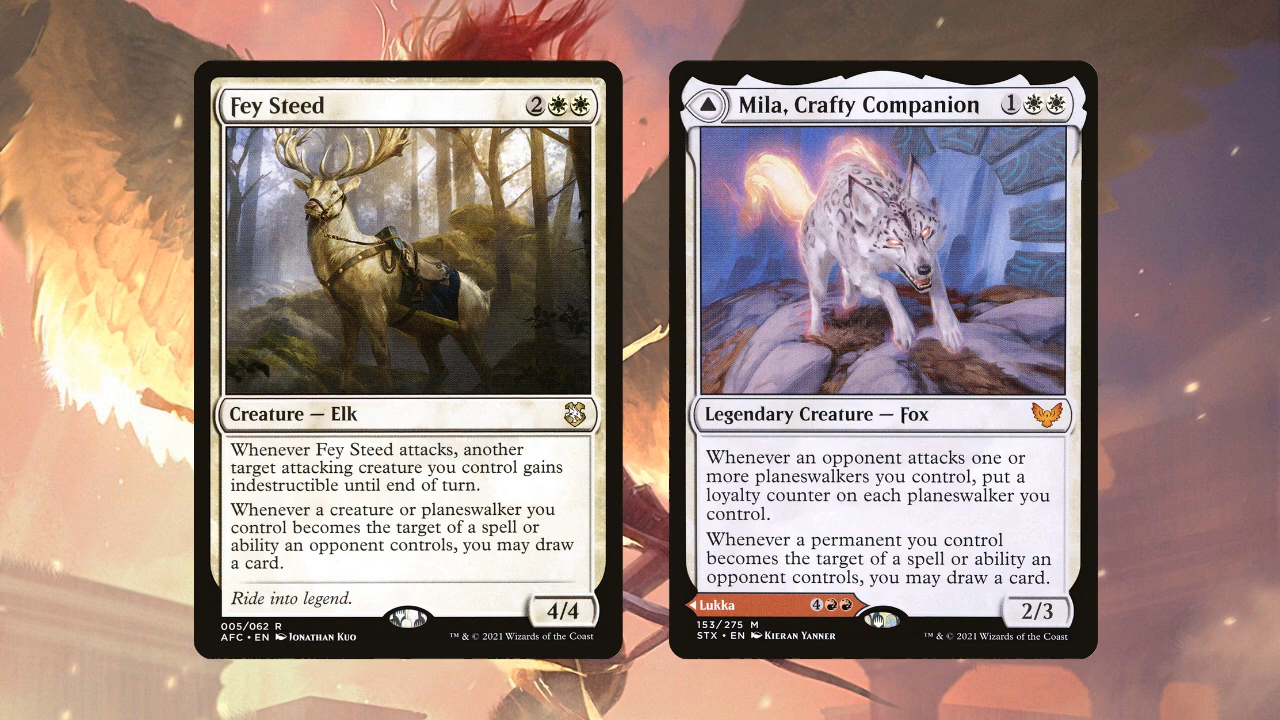 Fey Steed
2
Creature — Elk
Whenever Fey Steed attacks, another
target attacking creature you control gains
indestructible until end of turn.
Whenever a creature or planeswalker you
control becomes the target of a spell or
ability an opponent controls, you may draw
a card.
Ride into legend.
4/4
005/062 R
AFC • EN Jonathan Kuo
™ & © 2021 Wizards of the Coast
Mila, Crafty Companion
1
Legendary Creature — Fox
Whenever an opponent attacks one or
more planeswalkers you control, put a
loyalty counter on each planeswalker you
control.
Whenever a permanent you control
becomes the target of a spell or ability an
opponent controls, you may draw a card.
Lukka
4
2/3
153/275 M
STX • EN Kieran Yanner
™ & © 2021 Wizards of the Coast